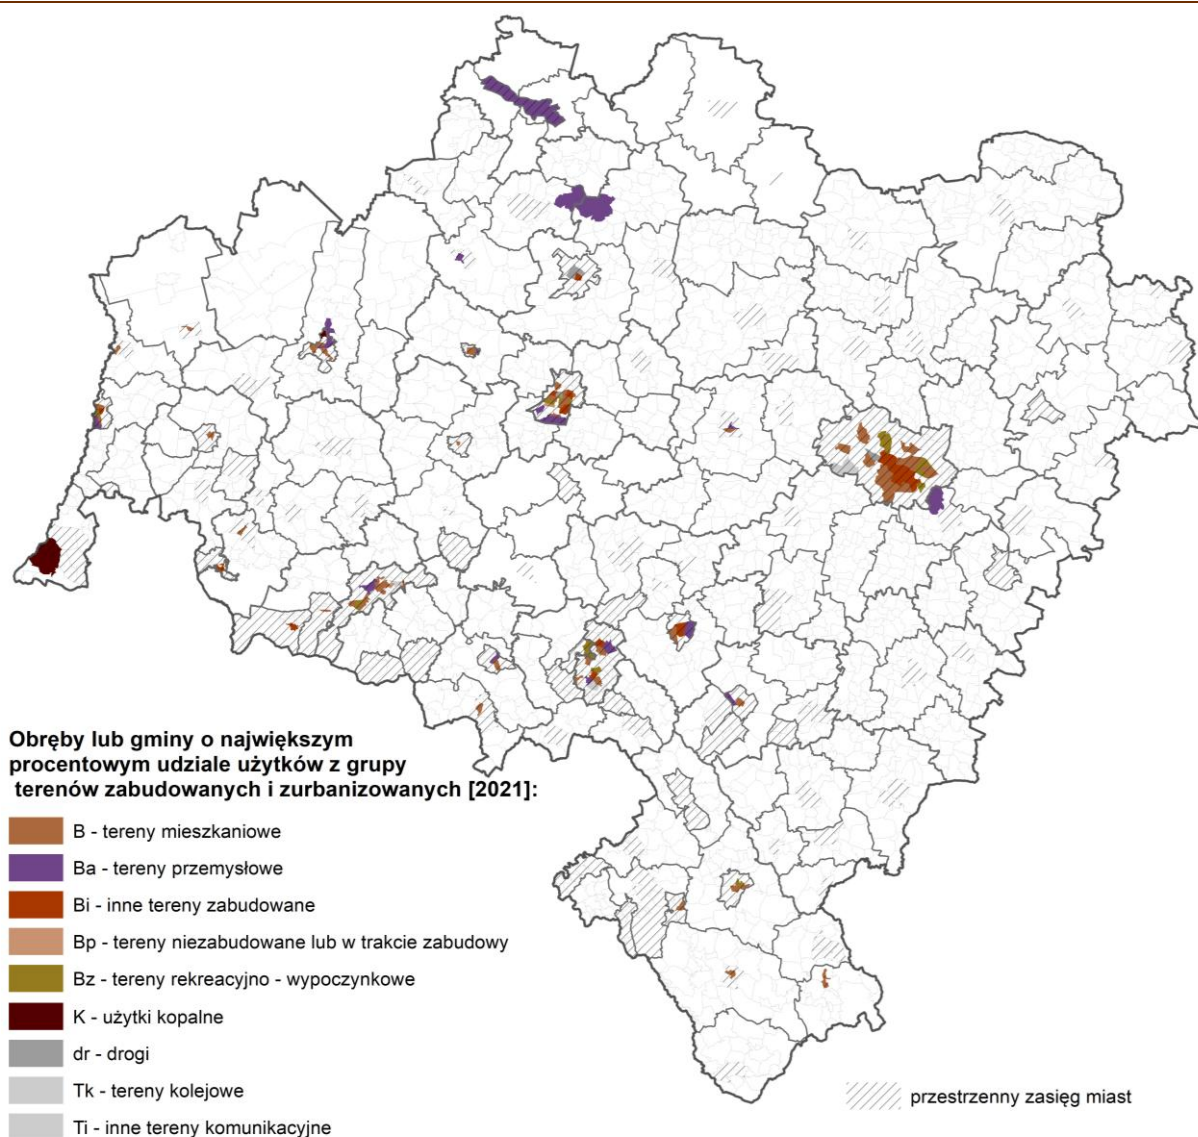 Obręby lub gminy o największym
procentowym udziale użytków z grupy
terenów zabudowanych i zurbanizowanych [2021]:
B - tereny mieszkaniowe
Ba - tereny przemysłowe
Bi - inne tereny zabudowane
Bp - tereny niezabudowane lub w trakcie zabudowy
Bz - tereny rekreacyjno - wypoczynkowe
K - użytki kopalne
dr - drogi
Tk - tereny kolejowe
Ti - inne tereny komunikacyjne
przestrzenny zasięg miast